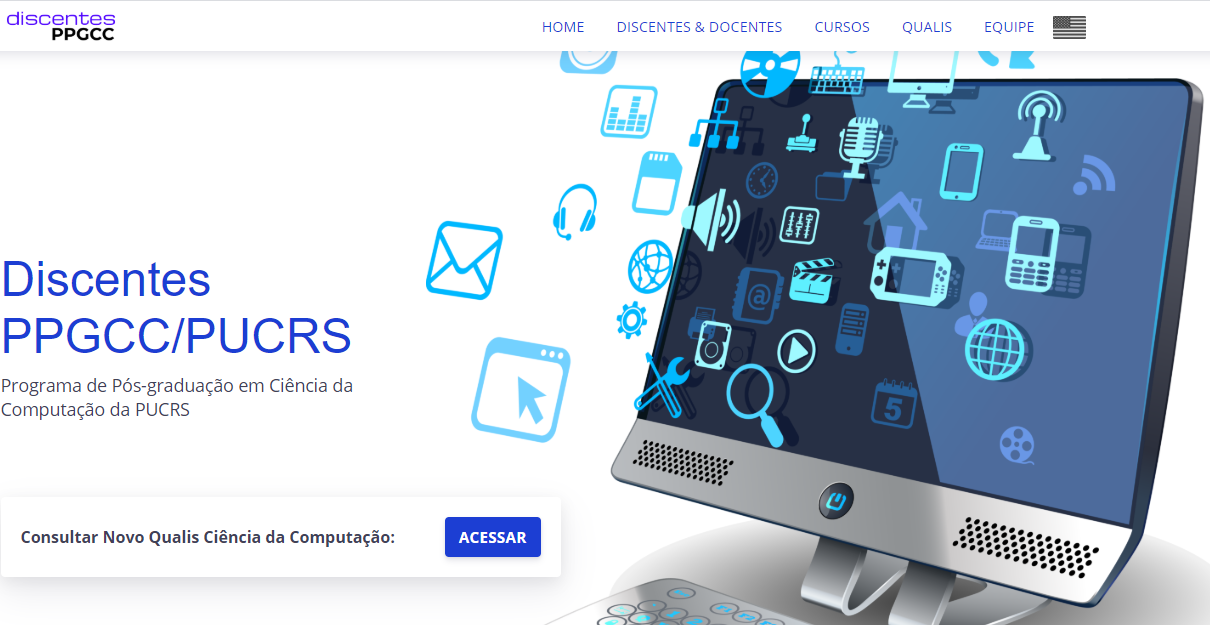 discentes
PPGCC
HOME
DISCENTES & DOCENTES
CURSOS
QUALIS
EQUIPE
Discentes
PPGCC/PUCRS
Programa de Pós-graduação em Ciência da
Computação da PUCRS
Consultar Novo Qualis Ciência da Computação:
ACESSAR
@
5